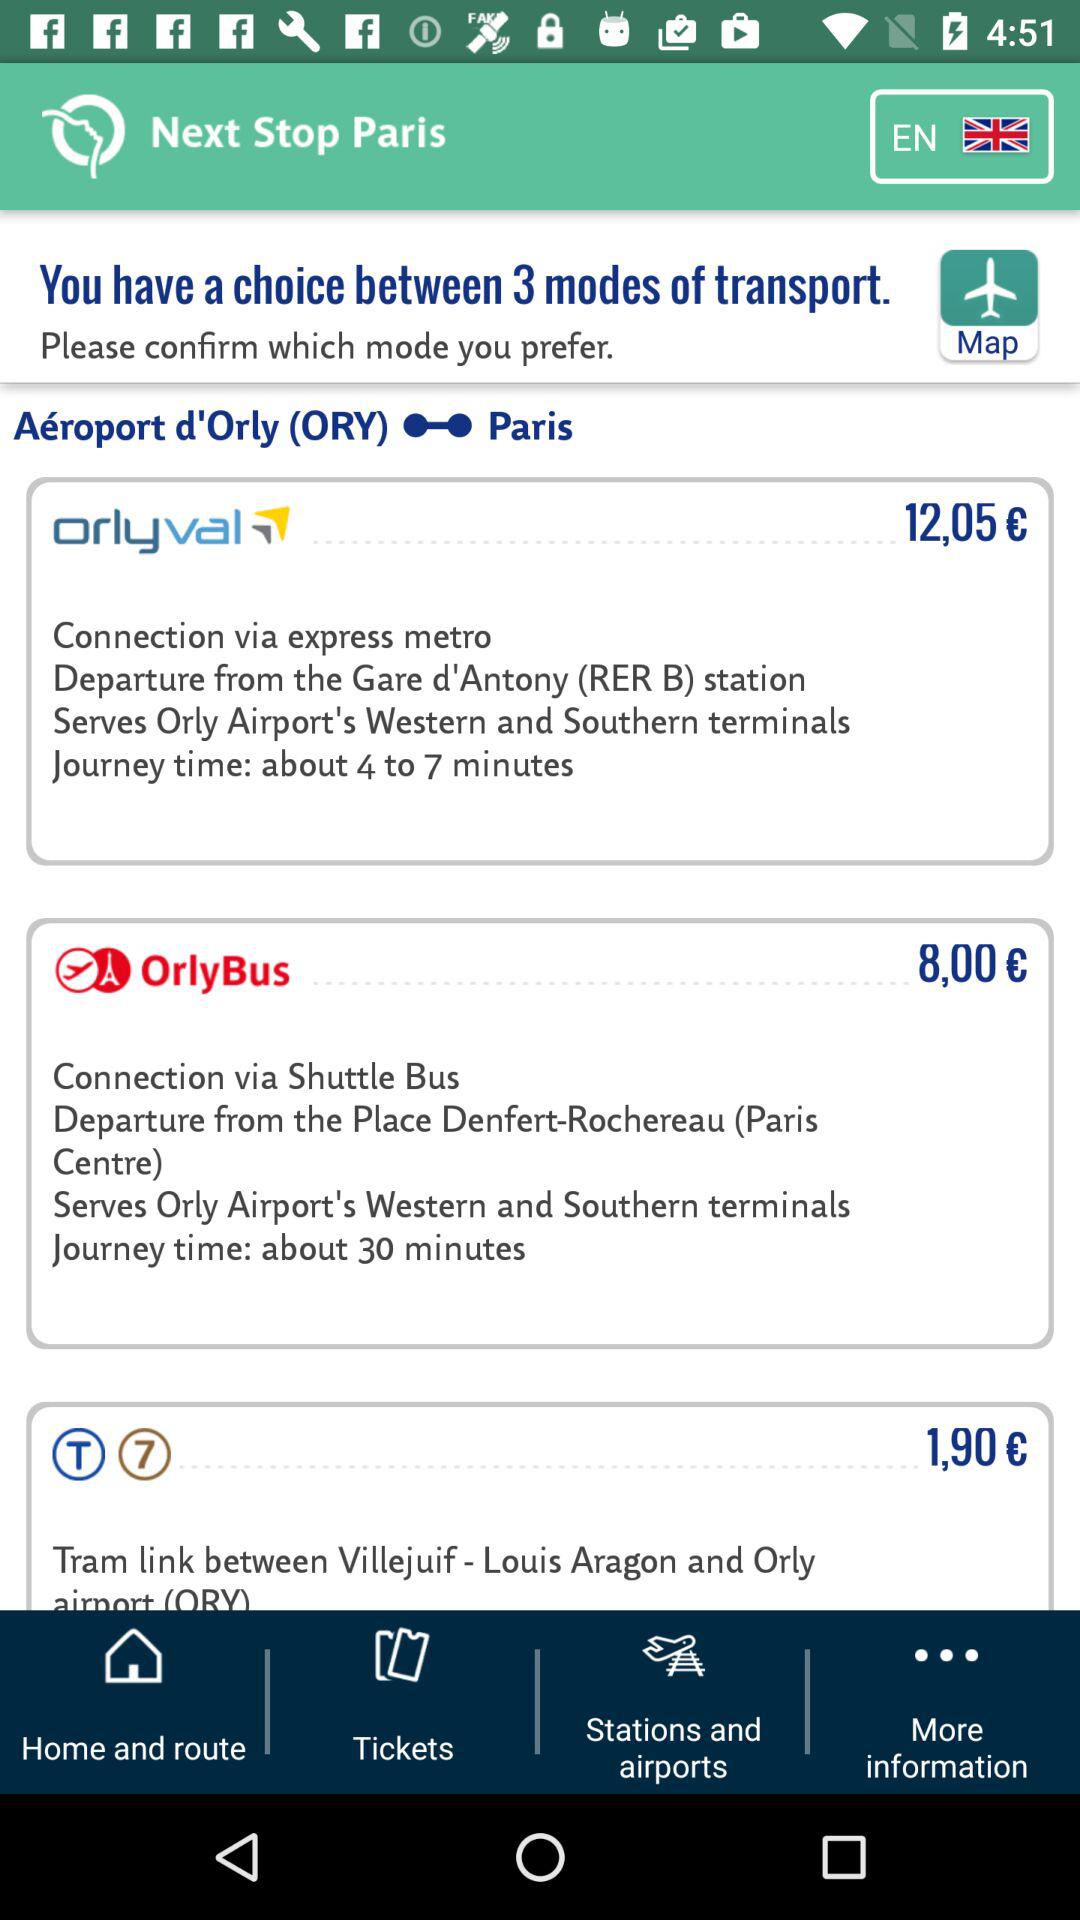 FAKE
4:51
Next Stop Paris
EN
You have a choice between 3 modes of transport.
Please confirm which mode you prefer.
Map
Aéroport d'Orly (ORY) Paris
orlyval 12,05 €
Connection via express metro
Departure from the Gare d'Antony (RER B) station
Serves Orly Airport's Western and Southern terminals
Journey time: about 4 to 7 minutes
OrlyBus 8,00 €
Connection via Shuttle Bus
Departure from the Place Denfert-Rochereau (Paris
Centre)
Serves Orly Airport's Western and Southern terminals
Journey time: about 30 minutes
T 7 1,90 €
Tram link between Villejuif - Louis Aragon and Orly
airport (ORY)
Home and route
Tickets
Stations and
airports
More
information